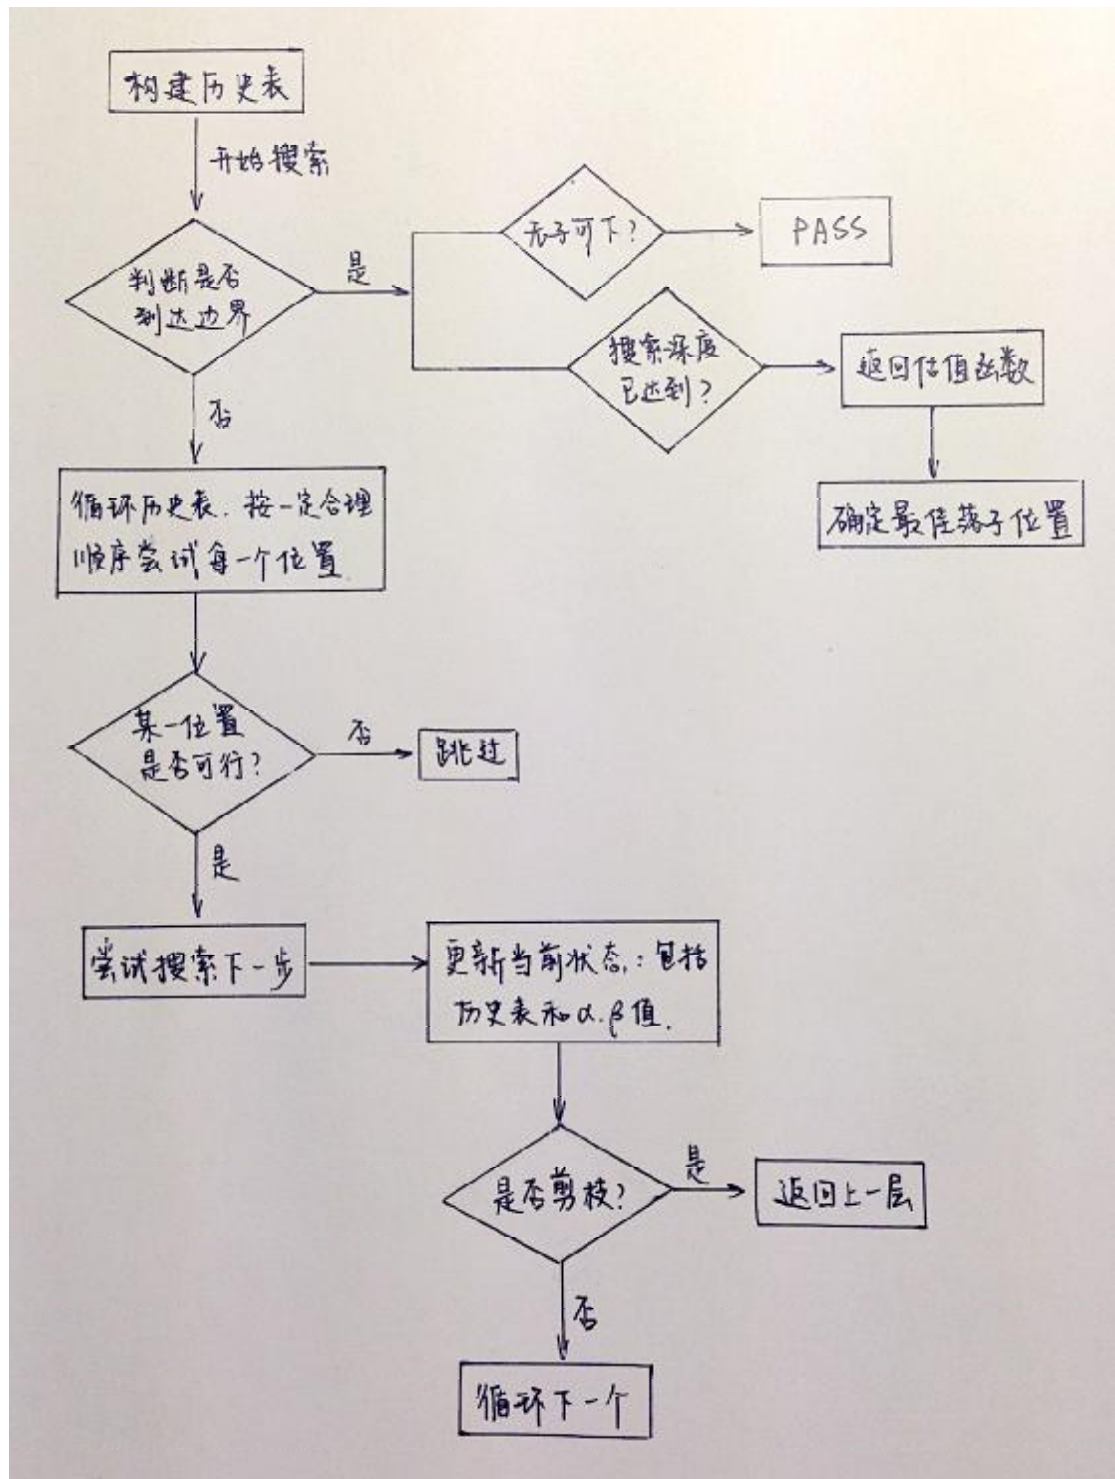 构建历史表
开始搜索
无子可下?
PASS
判断是否
到达边界
是
搜索深度
已达到?
返回估值函数
否
确定最佳落子位置
循环历史表.按一定合理
顺序尝试每一个位置
某一位置
是否可行?
否
跳过
是
尝试搜索下一步
更新当前状态:包括
历史表和α.β值.
是否剪枝?
是
返回上一层
否
循环下一个